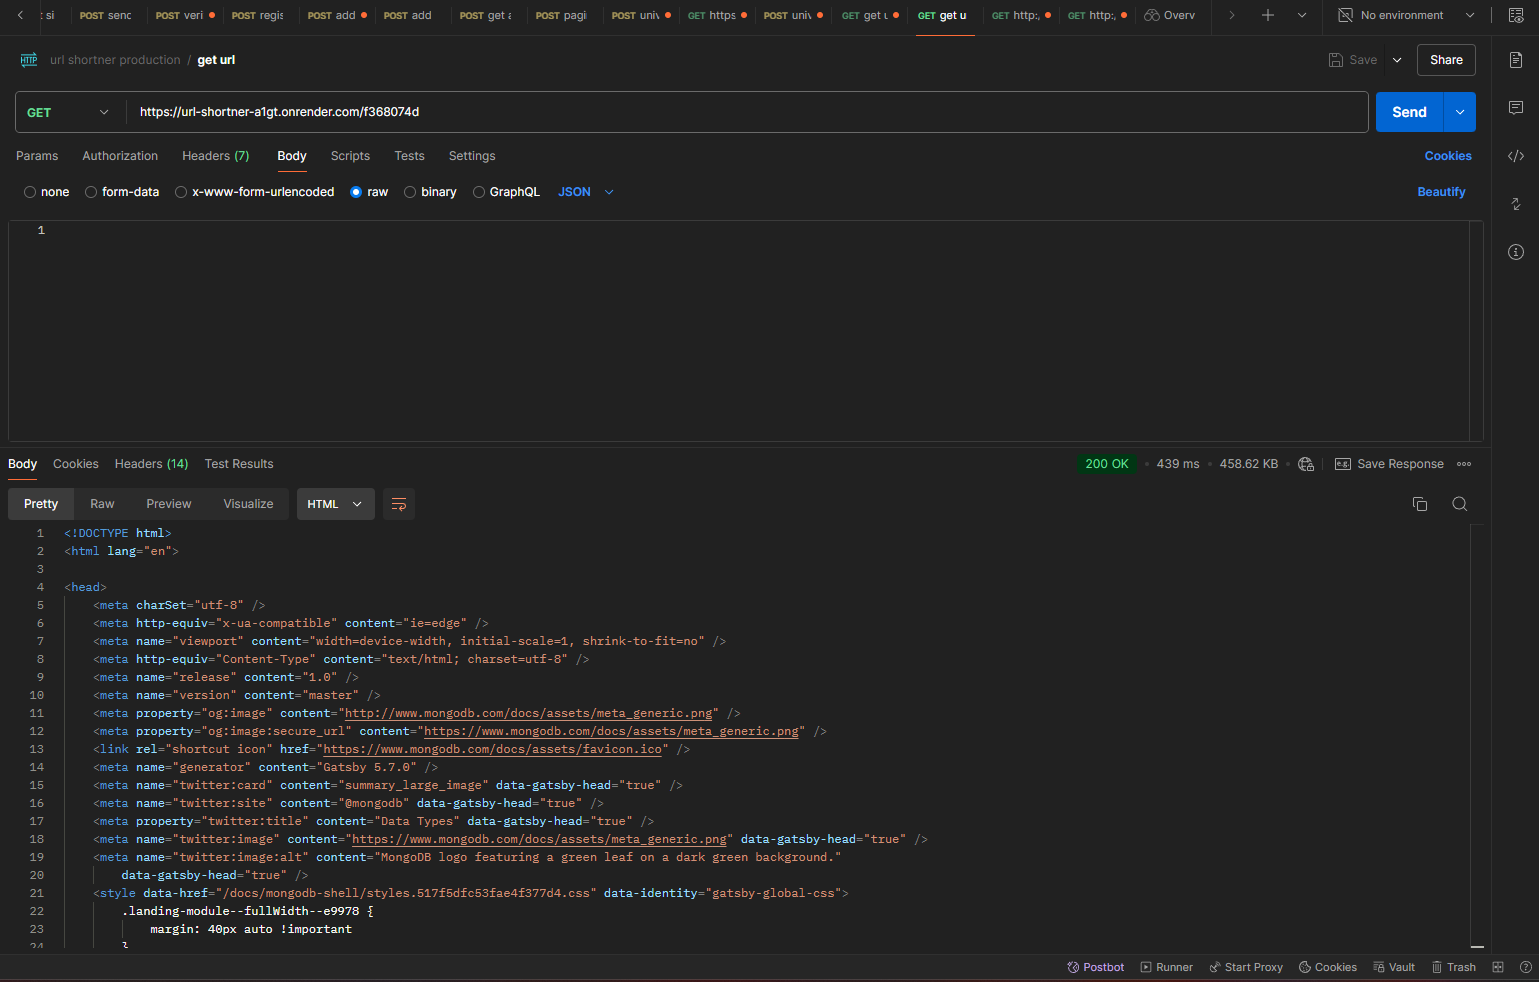 si POST senc POST veri POST regis POST add POST add POST get a POST pagi POST univ GET https POST univ GET get u GET get u GET http:, GET http:, Overv No environment
HTTP url shortner production / get url Save Share
GET https://url-shortner-a1gt.onrender.com/f368074d Send
Params Authorization Headers (7) Body Scripts Tests Settings Cookies
none form-data x-www-form-urlencoded raw binary GraphQL JSON Beautify
1
Body Cookies Headers (14) Test Results 200 OK 439 ms 458.62 KB e.g. Save Response
Pretty Raw Preview Visualize HTML
1 <!DOCTYPE html>
2 <html lang="en">
3
4 <head>
5 <meta charSet="utf-8" />
6 <meta http-equiv="x-ua-compatible" content="ie=edge" />
7 <meta name="viewport" content="width=device-width, initial-scale=1, shrink-to-fit=no" />
8 <meta http-equiv="Content-Type" content="text/html; charset=utf-8" />
9 <meta name="release" content="1.0" />
10 <meta name="version" content="master" />
11 <meta property="og:image" content="http://www.mongodb.com/docs/assets/meta_generic.png" />
12 <meta property="og:image:secure_url" content="https://www.mongodb.com/docs/assets/meta_generic.png" />
13 <link rel="shortcut icon" href="https://www.mongodb.com/docs/assets/favicon.ico" />
14 <meta name="generator" content="Gatsby 5.7.0" />
15 <meta name="twitter:card" content="summary_large_image" data-gatsby-head="true" />
16 <meta name="twitter:site" content="@mongodb" data-gatsby-head="true" />
17 <meta property="twitter:title" content="Data Types" data-gatsby-head="true" />
18 <meta name="twitter:image" content="https://www.mongodb.com/docs/assets/meta_generic.png" data-gatsby-head="true" />
19 <meta name="twitter:image:alt" content="MongoDB logo featuring a green leaf on a dark green background."
20 data-gatsby-head="true" />
21 <style data-href="/docs/mongodb-shell/styles.517f5dfc53fae4f377d4.css" data-identity="gatsby-global-css">
22 .landing-module--fullWidth--e9978 {
23 margin: 40px auto !important
24 }
Postbot Runner Start Proxy Cookies Vault Trash